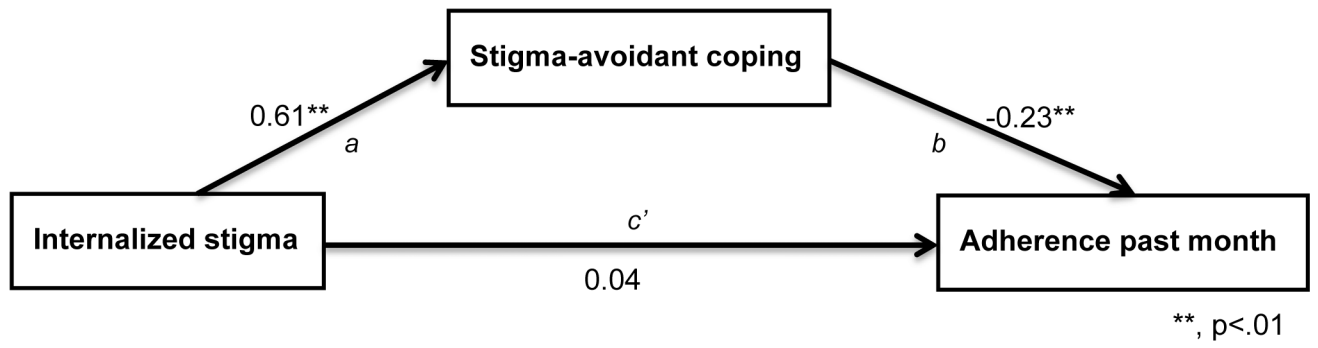 Stigma-avoidant coping
0.61**
a
-0.23**
b
Internalized stigma
c’
0.04
Adherence past month
**, p<.01